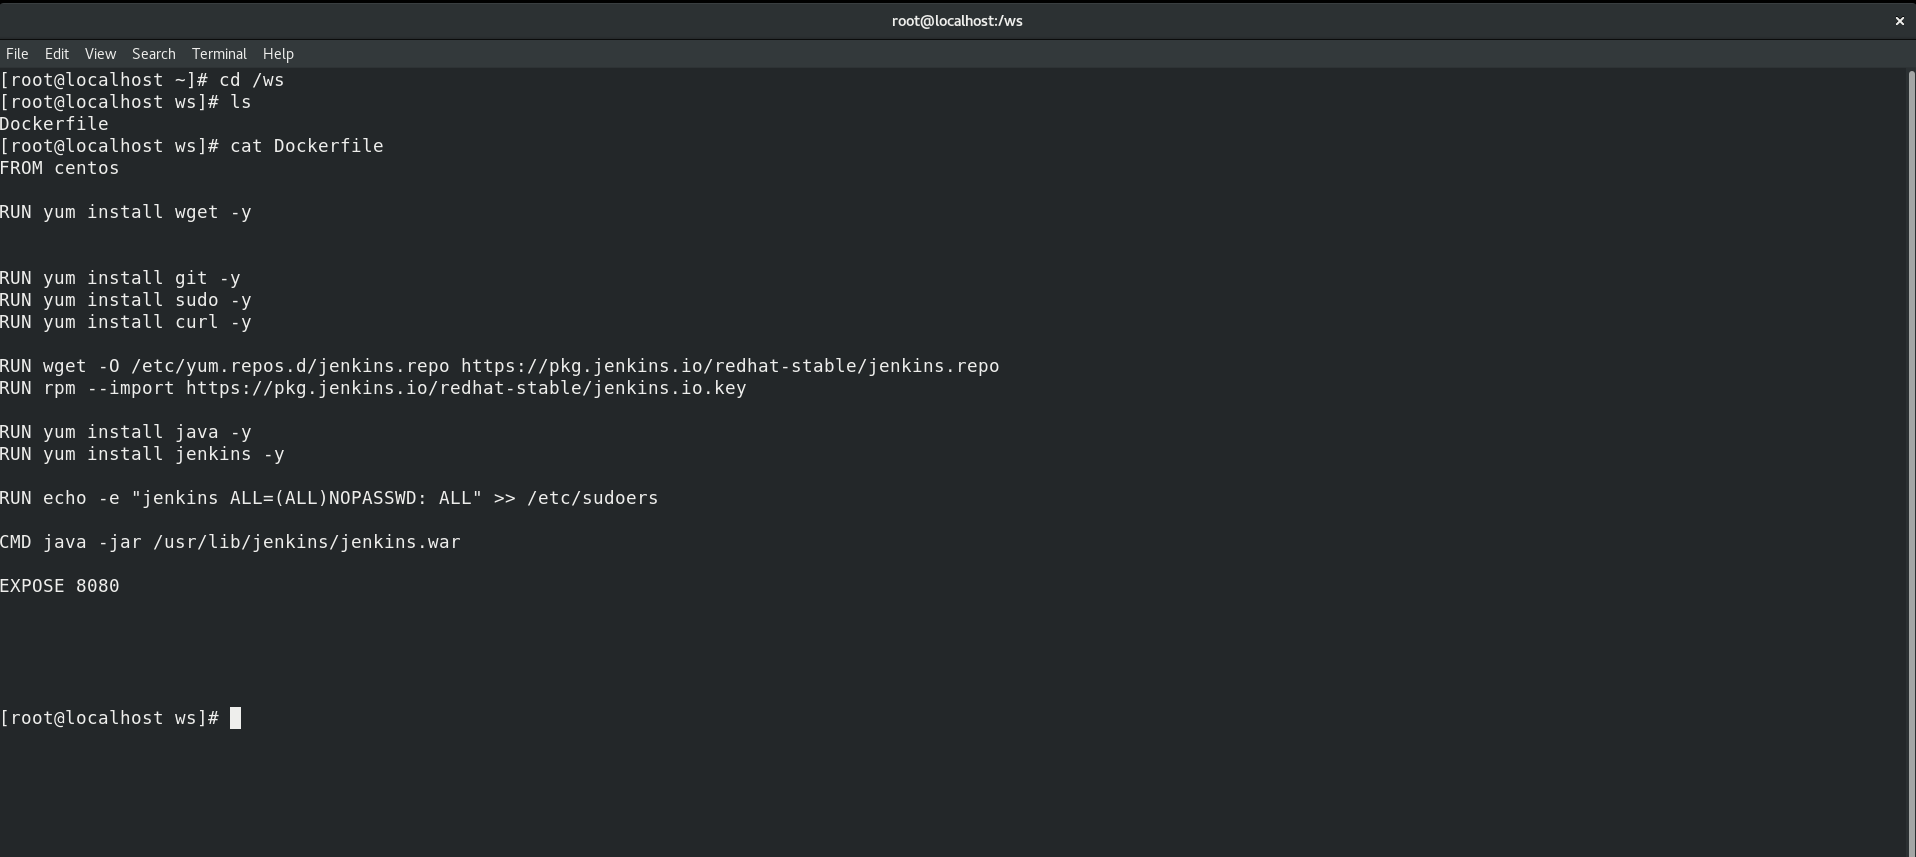 root@localhost:/ws
File Edit View Search Terminal Help
[root@localhost ~]# cd /ws
[root@localhost ws]# ls
Dockerfile
[root@localhost ws]# cat Dockerfile
FROM centos
RUN yum install wget -y
RUN yum install git -y
RUN yum install sudo -y
RUN yum install curl -y
RUN wget -O /etc/yum.repos.d/jenkins.repo https://pkg.jenkins.io/redhat-stable/jenkins.repo
RUN rpm --import https://pkg.jenkins.io/redhat-stable/jenkins.io.key
RUN yum install java -y
RUN yum install jenkins -y
RUN echo -e "jenkins ALL=(ALL)NOPASSWD: ALL" >> /etc/sudoers
CMD java -jar /usr/lib/jenkins/jenkins.war
EXPOSE 8080
[root@localhost ws]#